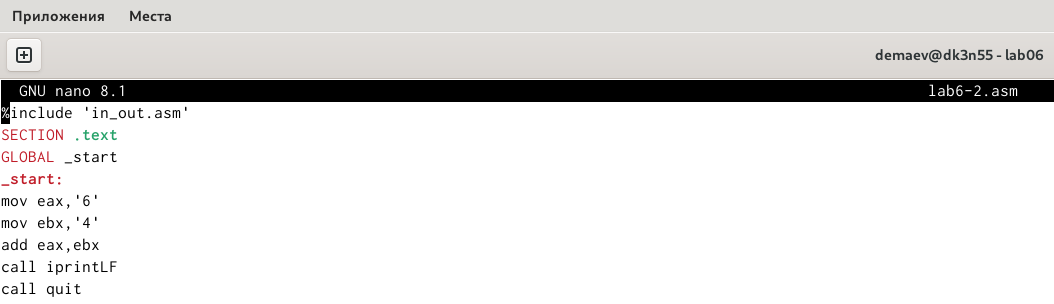 Приложения Места
demaev@dk3n55 - lab06
GNU nano 8.1 lab6-2.asm
%include 'in_out.asm'
SECTION .text
GLOBAL _start
_start:
mov eax,'6'
mov ebx,'4'
add eax,ebx
call iprintLF
call quit